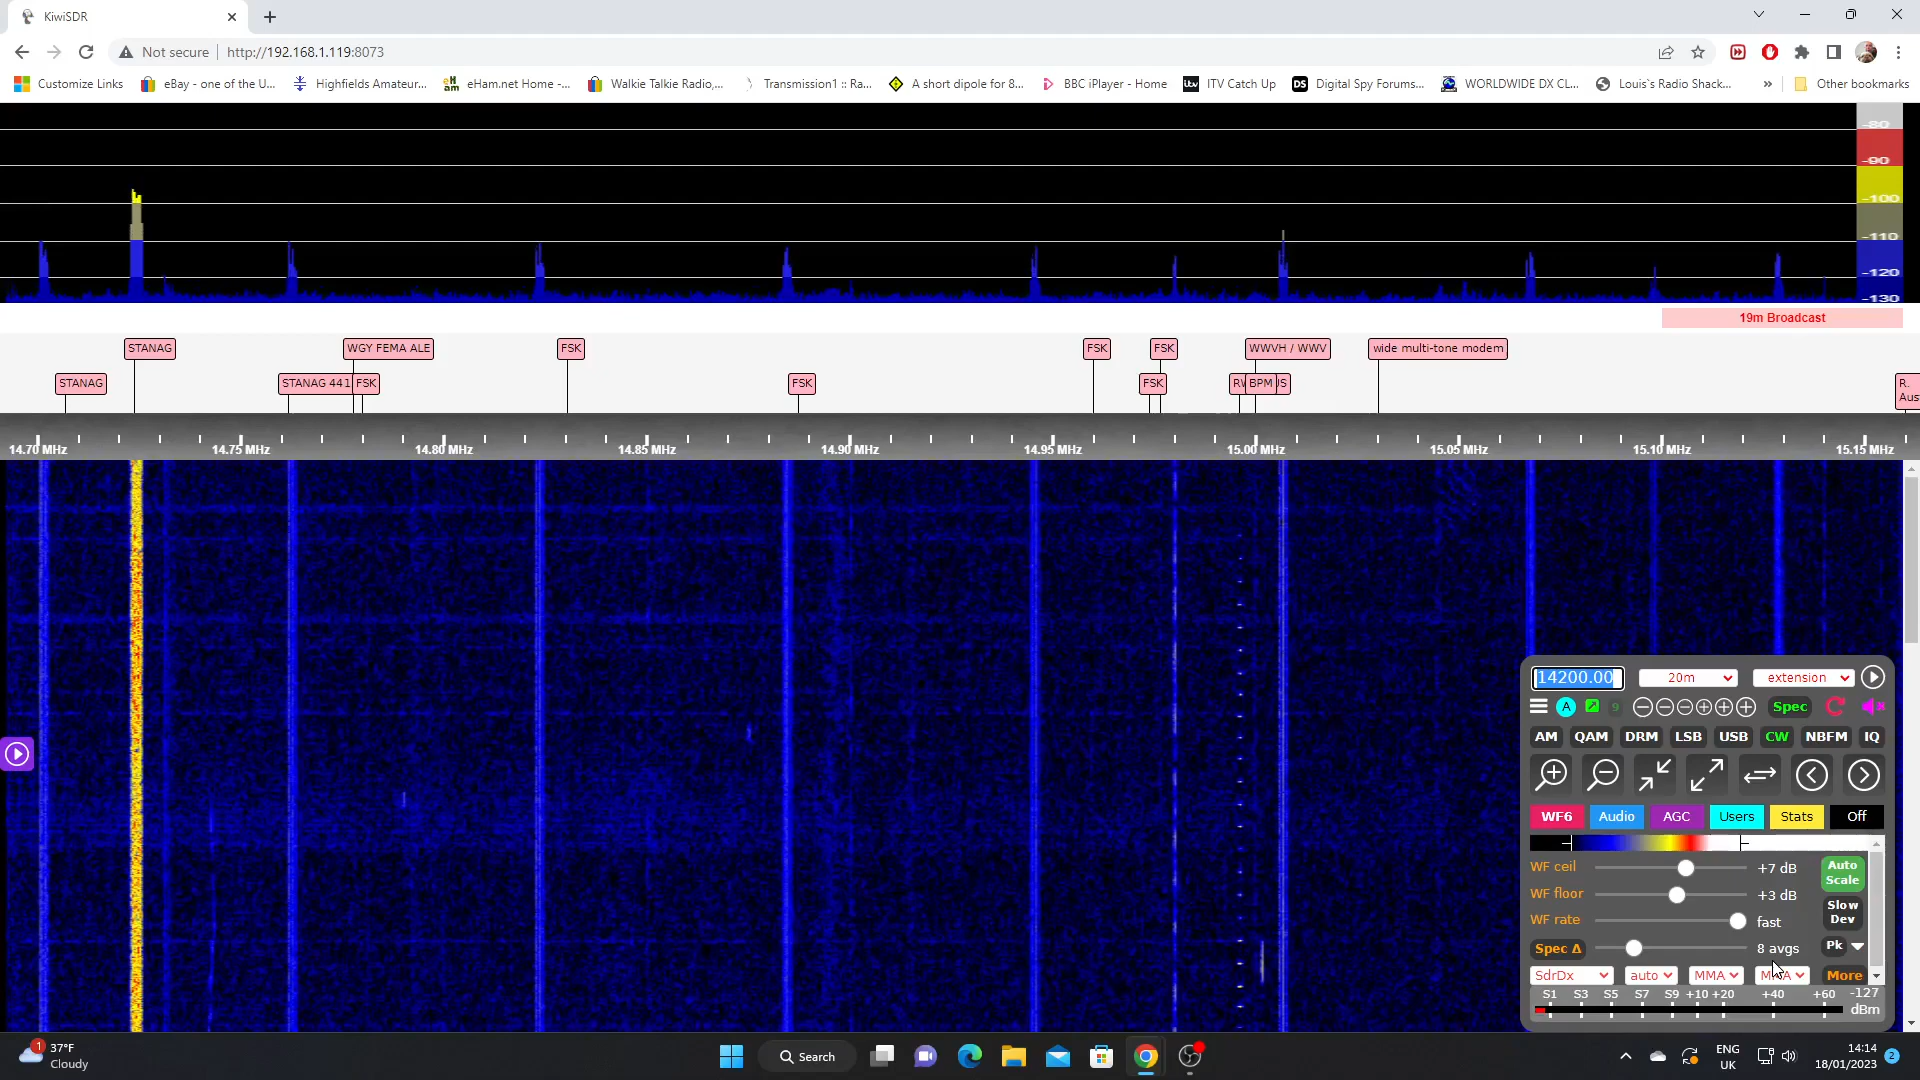 KiwiSDR
Not secure
http://192.168.1.119:8073
Customize Links
eBay - one of the U...
Highfields Amateur...
eHam.net Home -...
Walkie Talkie Radio,...
Transmission1 :: Ra...
A short dipole for 8...
BBC iPlayer - Home
ITV Catch Up
Digital Spy Forums...
WORLDWIDE DX CL...
Louis`s Radio Shack...
»
Other bookmarks
-80
-90
-100
-110
-120
-130
19m Broadcast
STANAG
WGY FEMA ALE
FSK
FSK
FSK
WWVH / WWV
wide multi-tone modem
STANAG
STANAG 441
FSK
FSK
FSK
BPM
R.
Aus
14.70 MHz
14.75 MHz
14.80 MHz
14.85 MHz
14.90 MHz
14.95 MHz
15.00 MHz
15.05 MHz
15.10 MHz
15.15 MHz
14200.00
20m
extension
A
9
Spec
AM
QAM
DRM
LSB
USB
CW
NBFM
IQ
WF6
Audio
AGC
Users
Stats
Off
WF ceil
+7 dB
Auto
Scale
WF floor
+3 dB
WF rate
fast
Slow
Dev
Spec Δ
8 avgs
Pk
SdrDx
auto
MMA
More
S1 S3 S5 S7 S9 +10 +20 +40 +60
-127
dBm
1
37°F
Cloudy
Search
ENG
UK
14:14
18/01/2023
2